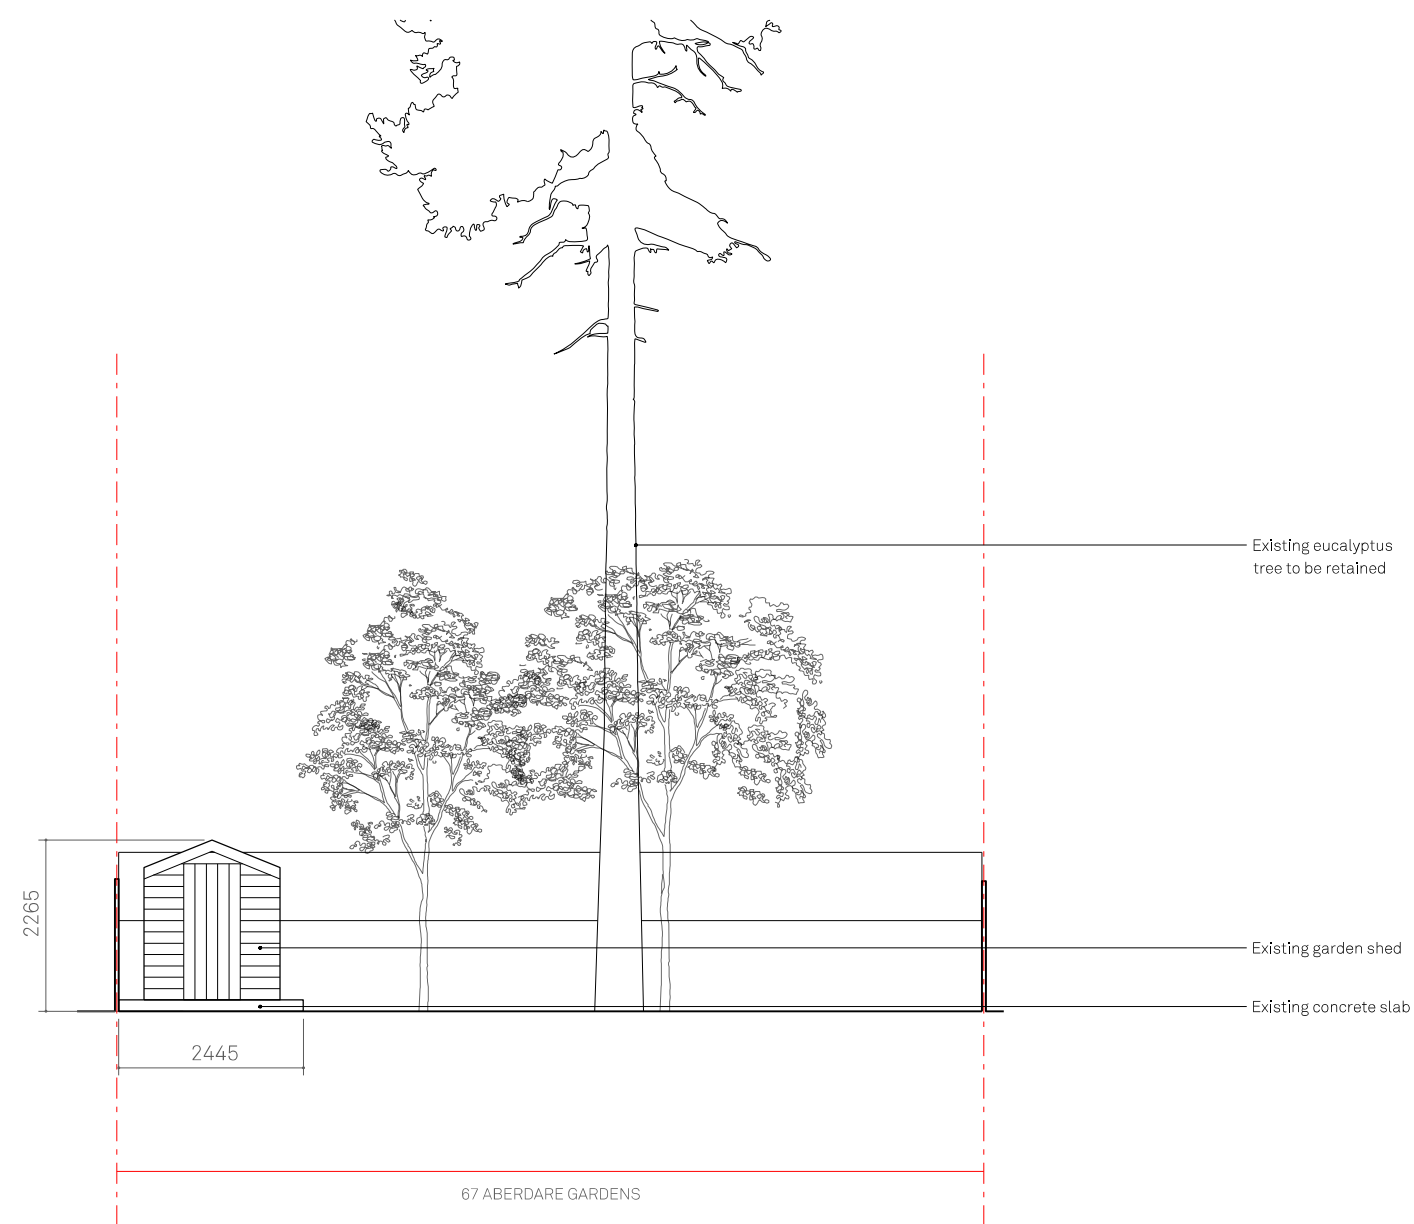 Existing eucalyptus
tree to be retained
2265
Existing garden shed
Existing concrete slab
2445
67 ABERDARE GARDENS